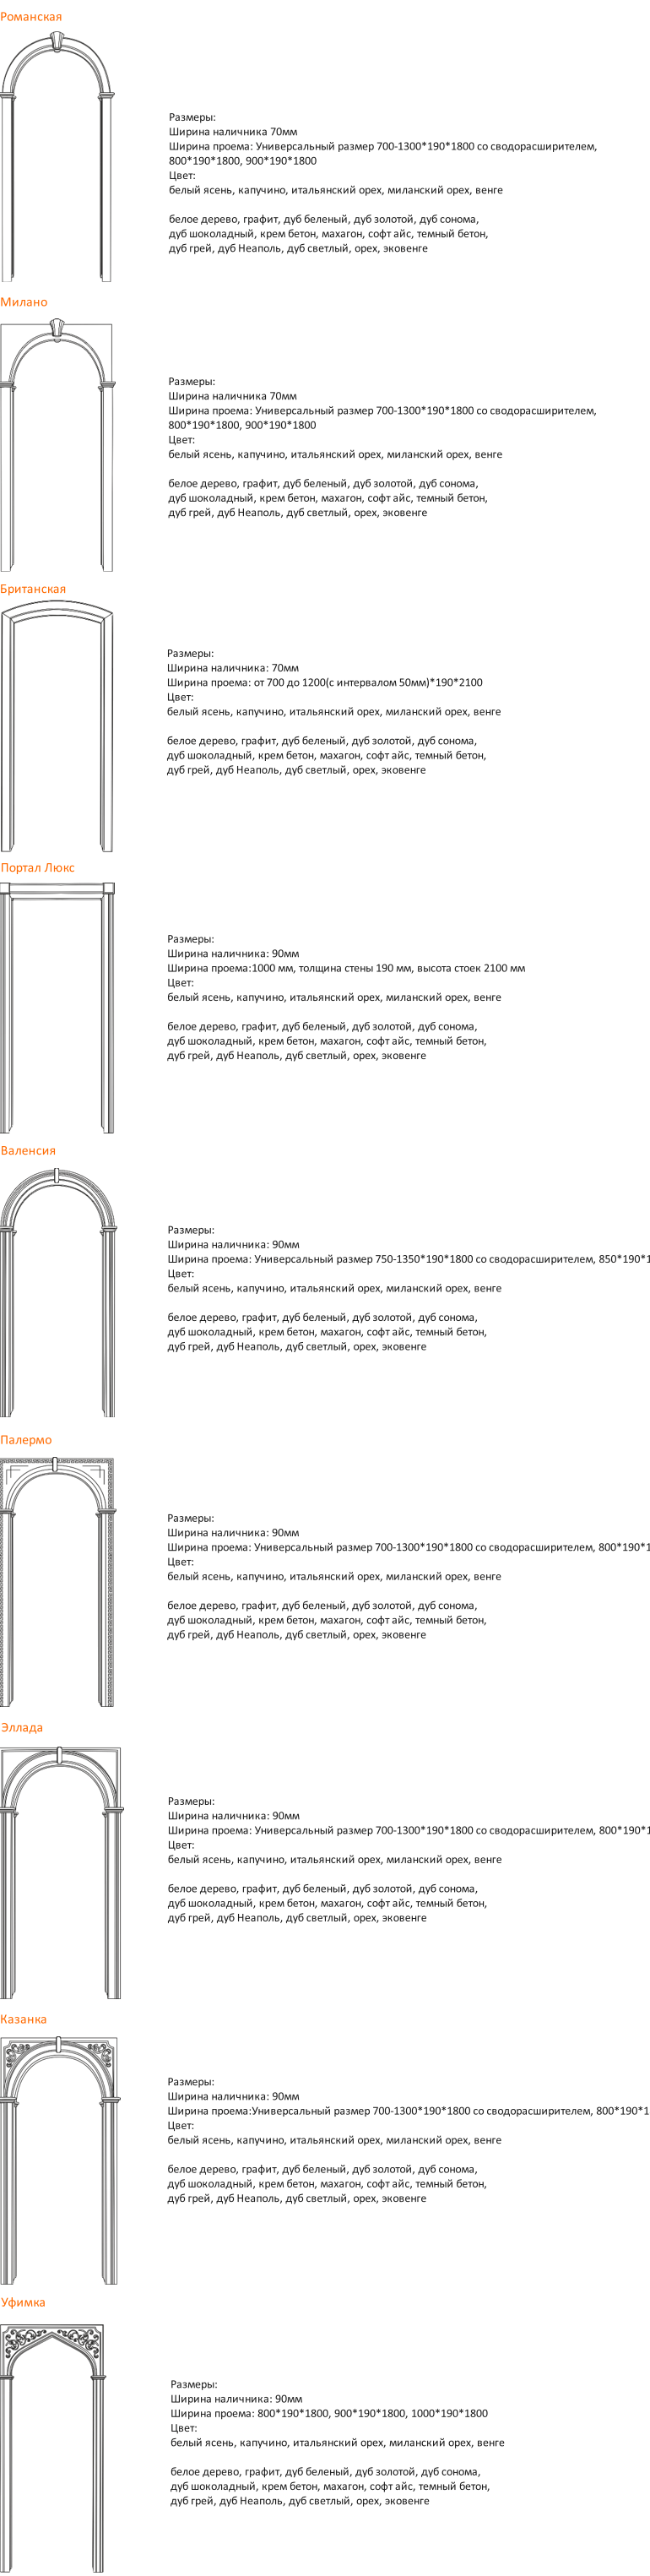 Романская
Размеры:
Ширина наличника 70мм
Ширина проема: Универсальный размер 700-1300*190*1800 со сводорасширителем,
800*190*1800, 900*190*1800
Цвет:
белый ясень, капучино, итальянский орех, миланский орех, венге
белое дерево, графит, дуб беленый, дуб золотой, дуб сонома,
дуб шоколадный, крем бетон, махагон, софт айс, темный бетон,
дуб грей, дуб Неаполь, дуб светлый, орех, эковенге
Милано
Размеры:
Ширина наличника 70мм
Ширина проема: Универсальный размер 700-1300*190*1800 со сводорасширителем,
800*190*1800, 900*190*1800
Цвет:
белый ясень, капучино, итальянский орех, миланский орех, венге
белое дерево, графит, дуб беленый, дуб золотой, дуб сонома,
дуб шоколадный, крем бетон, махагон, софт айс, темный бетон,
дуб грей, дуб Неаполь, дуб светлый, орех, эковенге
Британская
Размеры:
Ширина наличника: 70мм
Ширина проема: от 700 до 1200(с интервалом 50мм)*190*2100
Цвет:
белый ясень, капучино, итальянский орех, миланский орех, венге
белое дерево, графит, дуб беленый, дуб золотой, дуб сонома,
дуб шоколадный, крем бетон, махагон, софт айс, темный бетон,
дуб грей, дуб Неаполь, дуб светлый, орех, эковенге
Портал Люкс
Размеры:
Ширина наличника: 90мм
Ширина проема:1000 мм, толщина стены 190 мм, высота стоек 2100 мм
Цвет:
белый ясень, капучино, итальянский орех, миланский орех, венге
белое дерево, графит, дуб беленый, дуб золотой, дуб сонома,
дуб шоколадный, крем бетон, махагон, софт айс, темный бетон,
дуб грей, дуб Неаполь, дуб светлый, орех, эковенге
Валенсия
Размеры:
Ширина наличника: 90мм
Ширина проема: Универсальный размер 750-1350*190*1800 со сводорасширителем, 850*190*1
Цвет:
белый ясень, капучино, итальянский орех, миланский орех, венге
белое дерево, графит, дуб беленый, дуб золотой, дуб сонома,
дуб шоколадный, крем бетон, махагон, софт айс, темный бетон,
дуб грей, дуб Неаполь, дуб светлый, орех, эковенге
Палермо
Размеры:
Ширина наличника: 90мм
Ширина проема: Универсальный размер 700-1300*190*1800 со сводорасширителем, 800*190*1
Цвет:
белый ясень, капучино, итальянский орех, миланский орех, венге
белое дерево, графит, дуб беленый, дуб золотой, дуб сонома,
дуб шоколадный, крем бетон, махагон, софт айс, темный бетон,
дуб грей, дуб Неаполь, дуб светлый, орех, эковенге
Эллада
Размеры:
Ширина наличника: 90мм
Ширина проема: Универсальный размер 700-1300*190*1800 со сводорасширителем, 800*190*1
Цвет:
белый ясень, капучино, итальянский орех, миланский орех, венге
белое дерево, графит, дуб беленый, дуб золотой, дуб сонома,
дуб шоколадный, крем бетон, махагон, софт айс, темный бетон,
дуб грей, дуб Неаполь, дуб светлый, орех, эковенге
Казанка
Размеры:
Ширина наличника: 90мм
Ширина проема:Универсальный размер 700-1300*190*1800 со сводорасширителем, 800*190*1
Цвет:
белый ясень, капучино, итальянский орех, миланский орех, венге
белое дерево, графит, дуб беленый, дуб золотой, дуб сонома,
дуб шоколадный, крем бетон, махагон, софт айс, темный бетон,
дуб грей, дуб Неаполь, дуб светлый, орех, эковенге
Уфимка
Размеры:
Ширина наличника: 90мм
Ширина проема: 800*190*1800, 900*190*1800, 1000*190*1800
Цвет:
белый ясень, капучино, итальянский орех, миланский орех, венге
белое дерево, графит, дуб беленый, дуб золотой, дуб сонома,
дуб шоколадный, крем бетон, махагон, софт айс, темный бетон,
дуб грей, дуб Неаполь, дуб светлый, орех, эковенге